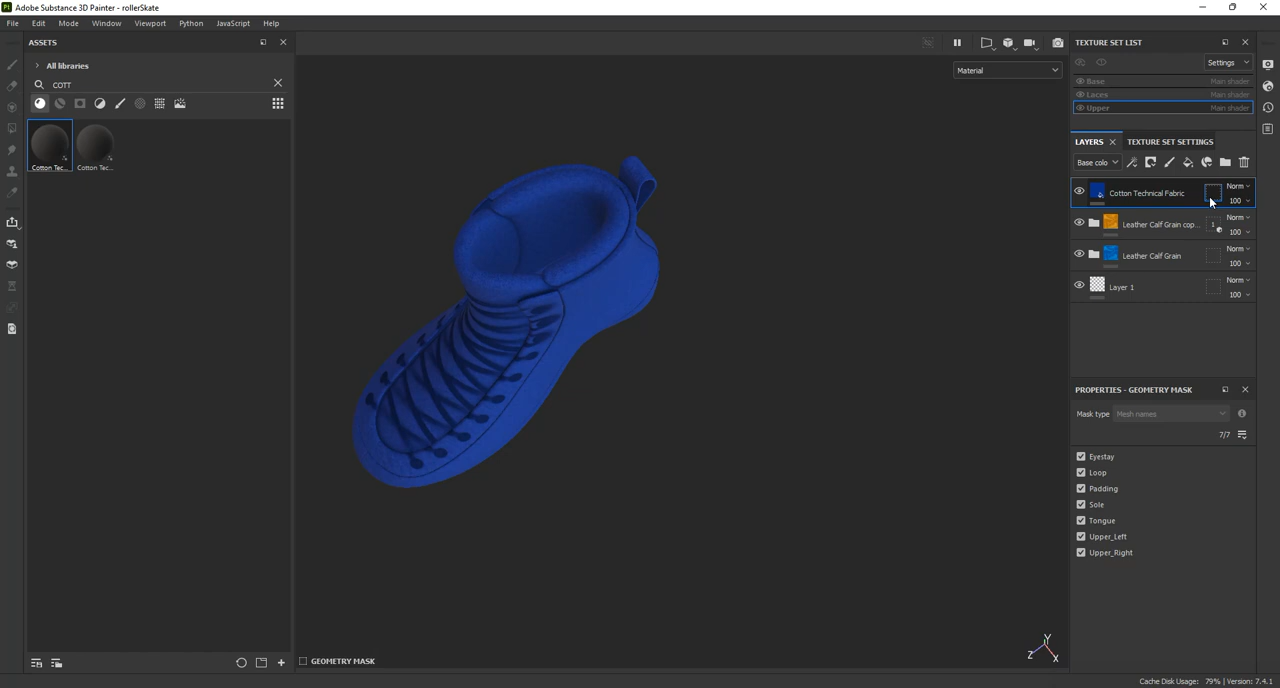 Pt Adobe Substance 3D Painter - rollerSkate
File Edit Mode Window Viewport Python JavaScript Help
ASSETS
All libraries
COTT
Cotton Tec... Cotton Tec...
Material
GEOMETRY MASK
Y
Z X
TEXTURE SET LIST
Settings
Base Main shader
Laces Main shader
Upper Main shader
LAYERS TEXTURE SET SETTINGS
Base colo
Cotton Technical Fabric Norm
100
Leather Calf Grain cop... 1 Norm
100
Leather Calf Grain Norm
100
Layer 1 Norm
100
PROPERTIES - GEOMETRY MASK
Mask type Mesh names
7/7
Eyestay
Loop
Padding
Sole
Tongue
Upper_Left
Upper_Right
Cache Disk Usage: 79% | Version: 7.4.1